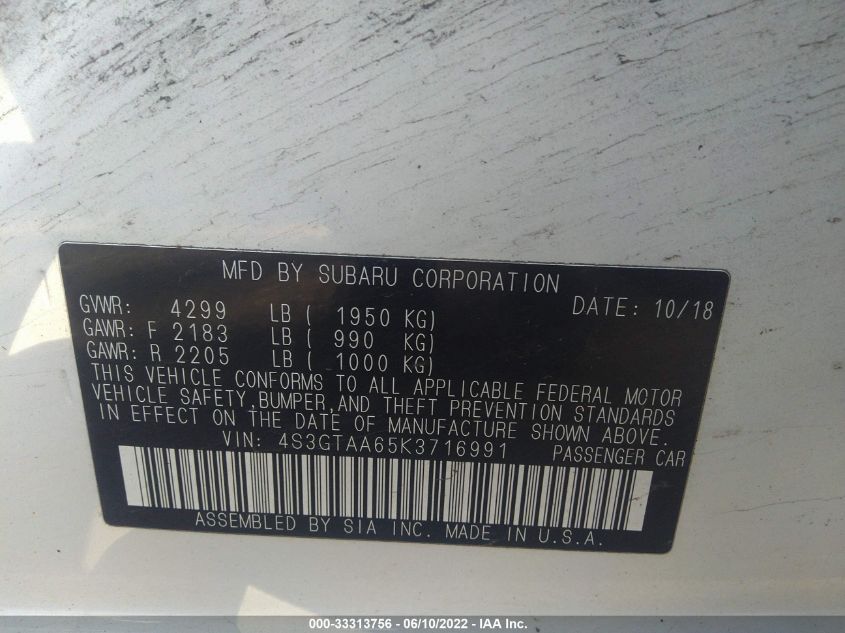 MFD BY SUBARU CORPORATION
DATE: 10/18
GVWR: 4299 LB ( 1950 KG)
GAWR: F 2183 LB ( 990 KG)
GAWR: R 2205 LB ( 1000 KG)
THIS VEHICLE CONFORMS TO ALL APPLICABLE FEDERAL MOTOR
VEHICLE SAFETY,BUMPER,AND THEFT PREVENTION STANDARDS
IN EFFECT ON THE DATE OF MANUFACTURE SHOWN ABOVE.
VIN: 4S3GTAA65K3716991 PASSENGER CAR
ASSEMBLED BY SIA INC. MADE IN U.S.A.
000-33313756 - 06/10/2022 - IAA Inc.